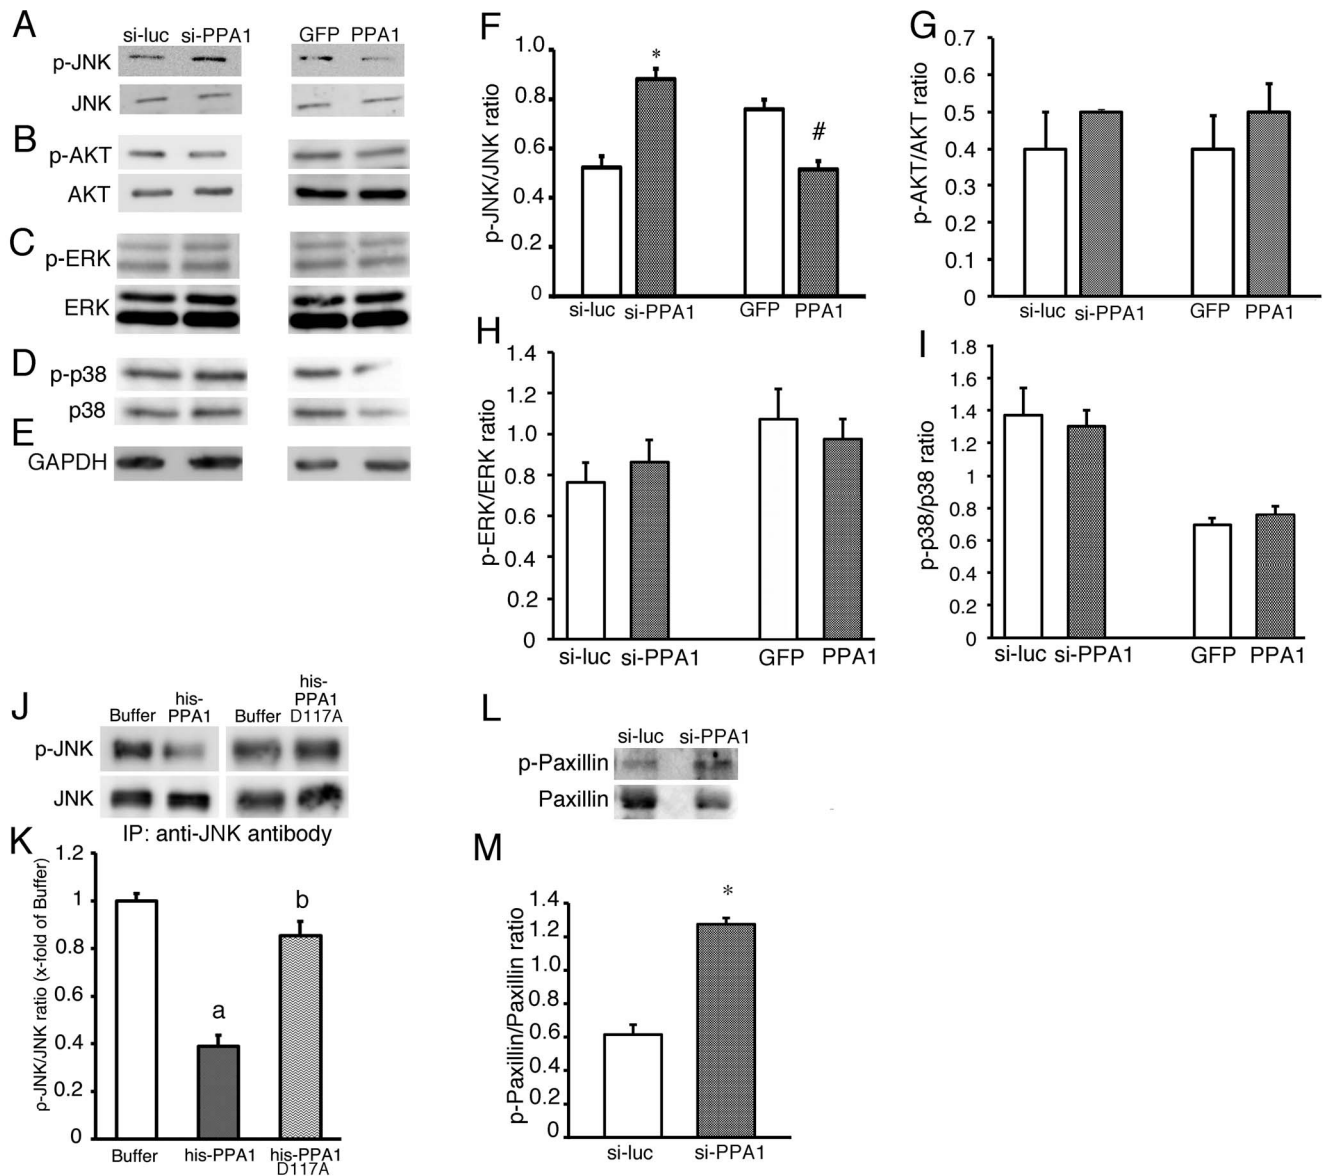 A
si-luc si-PPA1 GFP PPA1
p-JNK
JNK
B
p-AKT
AKT
C
p-ERK
ERK
D
p-p38
p38
E
GAPDH
F
p-JNK/JNK ratio
1.0
0.8
0.6
0.4
0.2
0
*
#
si-luc si-PPA1 GFP PPA1
G
p-AKT/AKT ratio
0.7
0.6
0.5
0.4
0.3
0.2
0.1
0
si-luc si-PPA1 GFP PPA1
H
p-ERK/ERK ratio
1.4
1.2
1.0
0.8
0.6
0.4
0.2
0
si-luc si-PPA1 GFP PPA1
I
p-p38/p38 ratio
1.8
1.6
1.4
1.2
1.0
0.8
0.6
0.4
0.2
0
si-luc si-PPA1 GFP PPA1
J
Buffer his-PPA1 Buffer his-PPA1 D117A
p-JNK
JNK
IP: anti-JNK antibody
K
ρ-JNK/JNK ratio (x-fold of Buffer)
1.2
1
0.8
0.6
0.4
0.2
0
a
b
Buffer his-PPA1 his-PPA1
D117A
L
si-luc si-PPA1
p-Paxillin
Paxillin
M
p-Paxillin/Paxillin ratio
1.4
1.2
1.0
0.8
0.6
0.4
0.2
0
*
si-luc si-PPA1